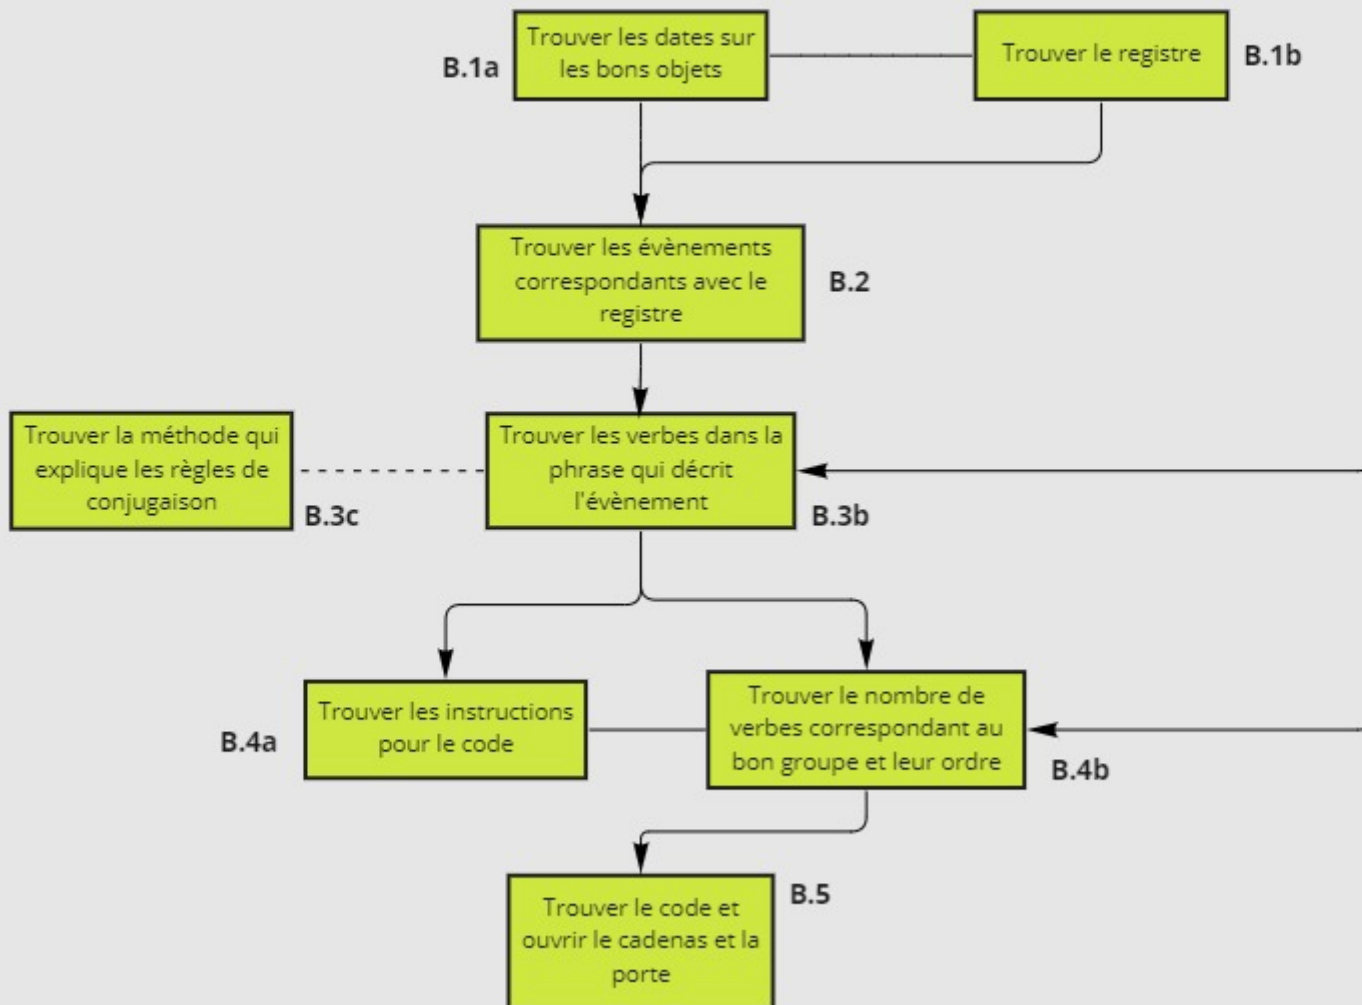 Trouver les dates sur
les bons objets
B.1a
Trouver le registre
B.1b
Trouver les évènements
correspondants avec le
registre
B.2
Trouver la méthode qui
explique les règles de
conjugaison
B.3c
Trouver les verbes dans la
phrase qui décrit
l'évènement
B.3b
B.4a
Trouver les instructions
pour le code
Trouver le nombre de
verbes correspondant au
bon groupe et leur ordre
B.4b
Trouver le code et
ouvrir le cadenas et la
porte
B.5